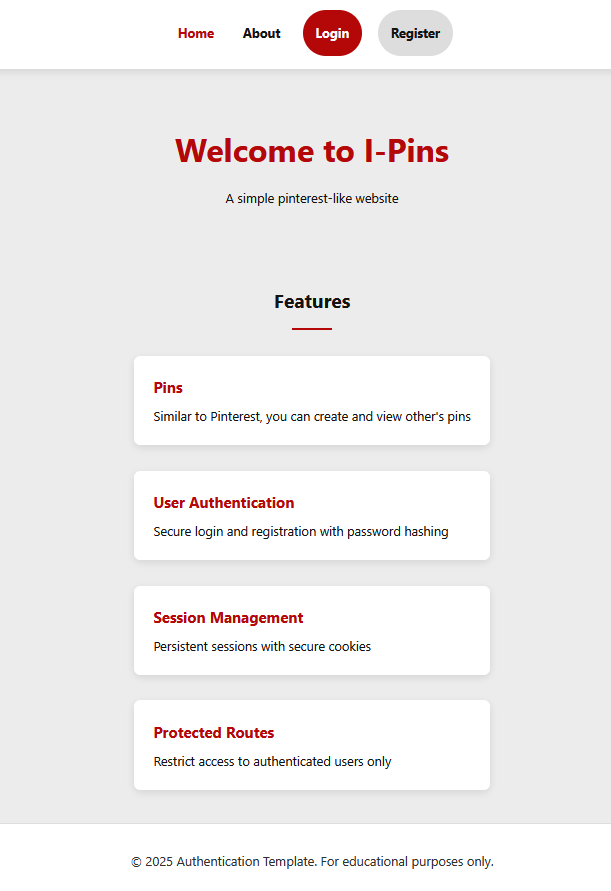 Home About Login Register
Welcome to I-Pins
A simple pinterest-like website
Features
Pins
Similar to Pinterest, you can create and view other's pins
User Authentication
Secure login and registration with password hashing
Session Management
Persistent sessions with secure cookies
Protected Routes
Restrict access to authenticated users only
© 2025 Authentication Template. For educational purposes only.